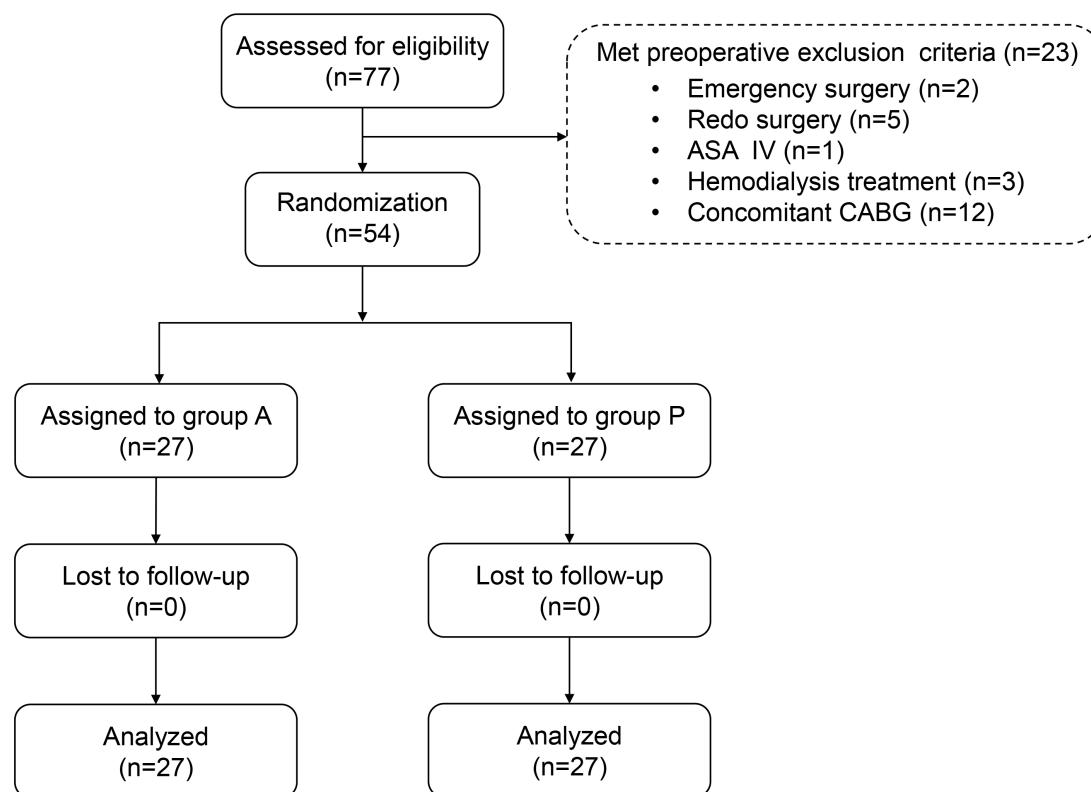 Assessed for eligibility
(n=77)
Met preoperative exclusion criteria (n=23)
• Emergency surgery (n=2)
• Redo surgery (n=5)
• ASA IV (n=1)
• Hemodialysis treatment (n=3)
• Concomitant CABG (n=12)
Randomization
(n=54)
Assigned to group A
(n=27)
Assigned to group P
(n=27)
Lost to follow-up
(n=0)
Lost to follow-up
(n=0)
Analyzed
(n=27)
Analyzed
(n=27)